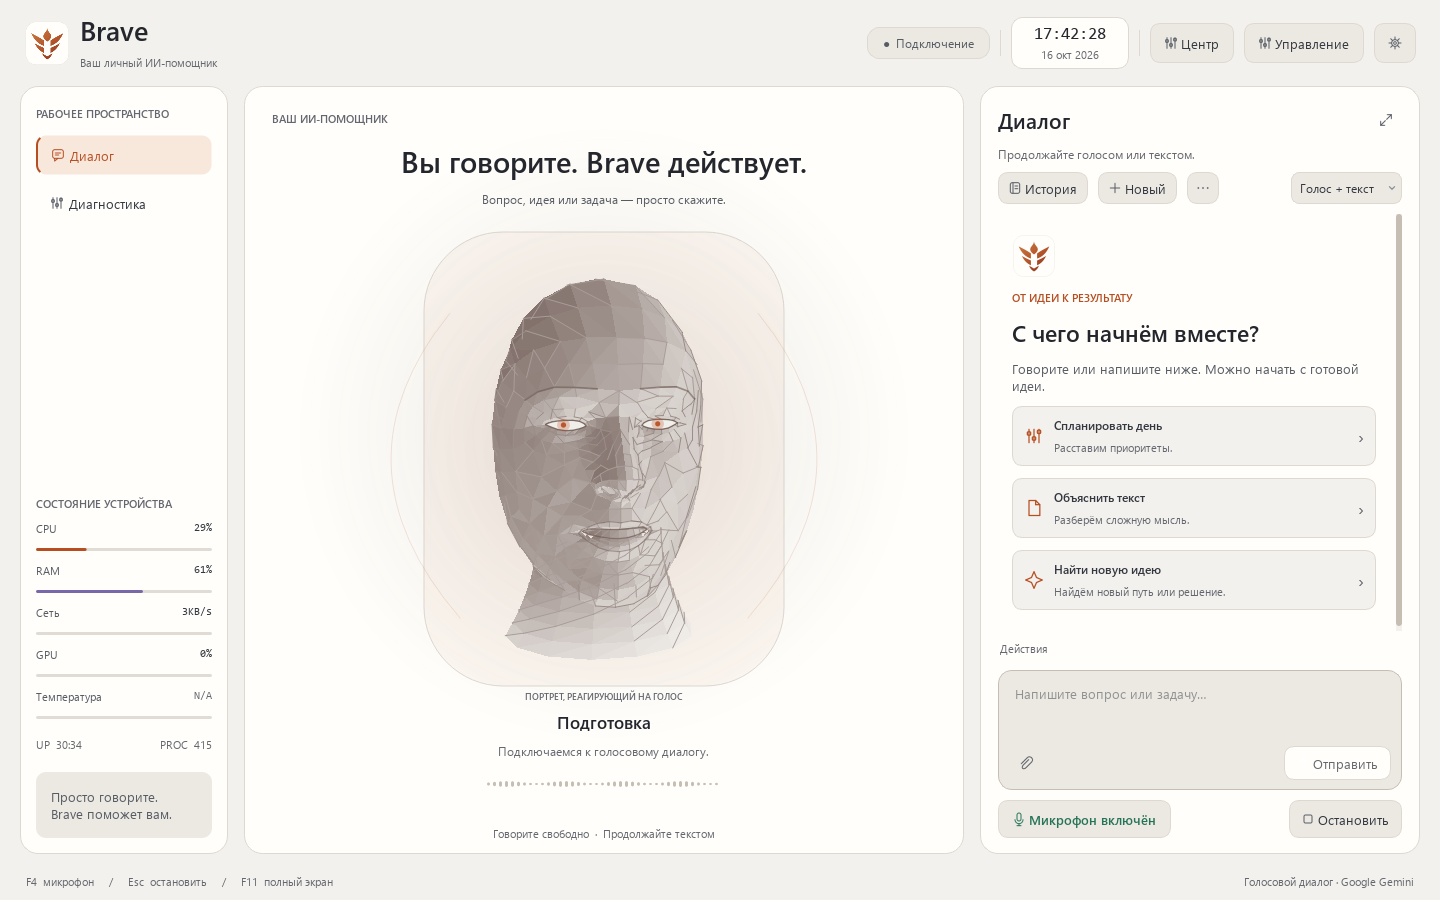 Brave
Ваш личный ИИ-помощник
● Подключение
17:42:28
16 окт 2026
Центр
Управление
РАБОЧЕЕ ПРОСТРАНСТВО
Диалог
Диагностика
СОСТОЯНИЕ УСТРОЙСТВА
CPU 29%
RAM 61%
Сеть 3KB/s
GPU 0%
Температура N/A
UP 30:34 PROC 415
Просто говорите.
Brave поможет вам.
ВАШ ИИ-ПОМОЩНИК
Вы говорите. Brave действует.
Вопрос, идея или задача — просто скажите.
ПОРТРЕТ, РЕАГИРУЮЩИЙ НА ГОЛОС
Подготовка
Подключаемся к голосовому диалогу.
Говорите свободно · Продолжайте текстом
Диалог
Продолжайте голосом или текстом.
История
Новый
···
Голос + текст
ОТ ИДЕИ К РЕЗУЛЬТАТУ
С чего начнём вместе?
Говорите или напишите ниже. Можно начать с готовой
идеи.
Спланировать день
Расставим приоритеты.
Объяснить текст
Разберём сложную мысль.
Найти новую идею
Найдём новый путь или решение.
Действия
Напишите вопрос или задачу...
Отправить
Микрофон включён
Остановить
F4 микрофон / Esc остановить / F11 полный экран
Голосовой диалог · Google Gemini